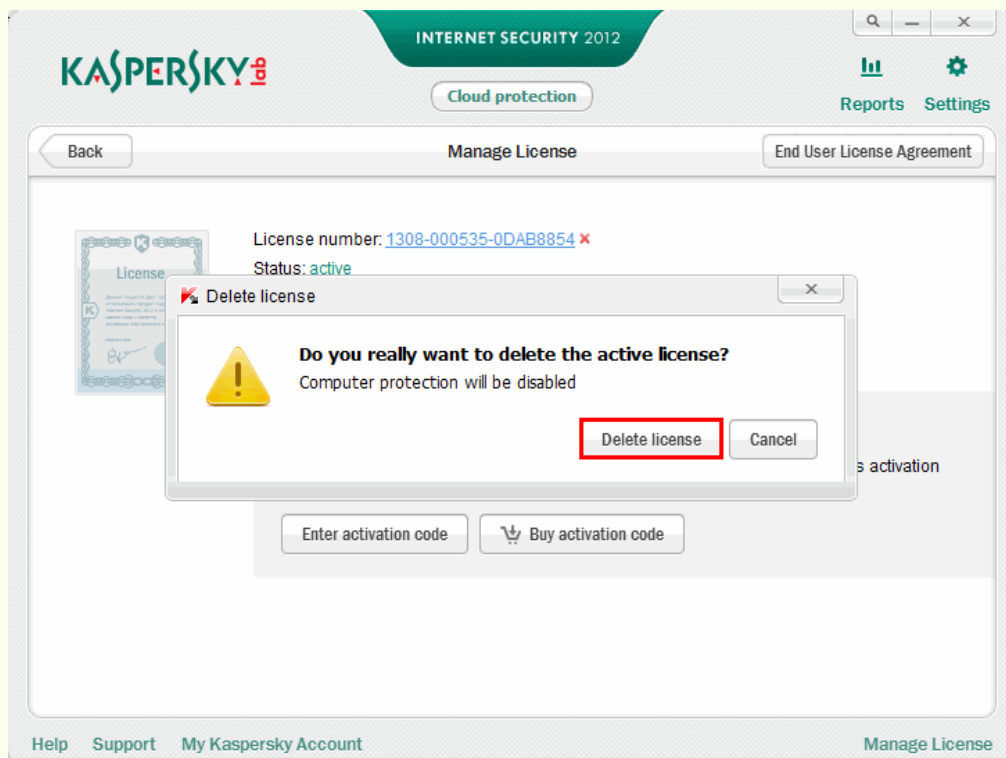 INTERNET SECURITY 2012
KASPERSKY lab
Cloud protection
Reports Settings
Back Manage License End User License Agreement
License number: 1308-000535-0DAB8854
License
Status: active
Delete license
Do you really want to delete the active license?
Computer protection will be disabled
Delete license Cancel
s activation
Enter activation code Buy activation code
Help Support My Kaspersky Account Manage License